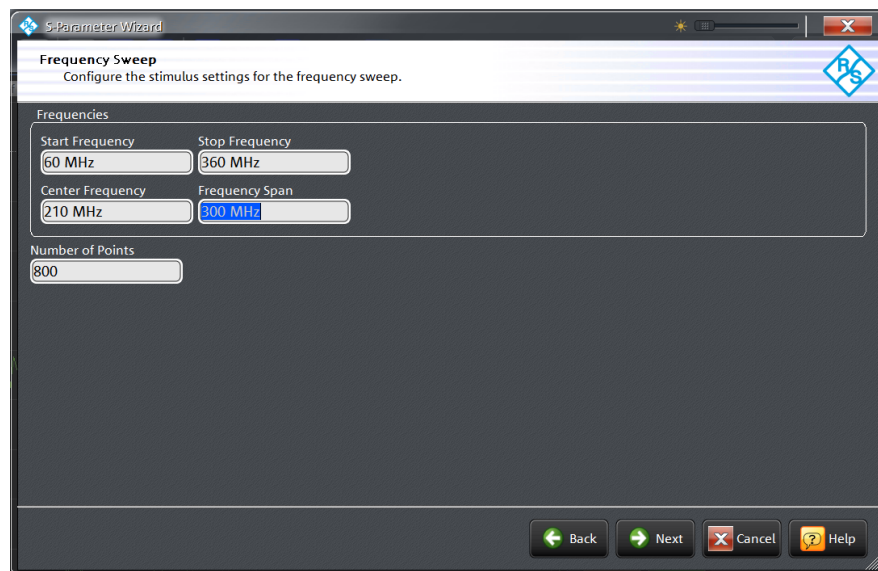 S-Parameter Wizard
Frequency Sweep
Configure the stimulus settings for the frequency sweep.
R/S
Frequencies
Start Frequency Stop Frequency
60 MHz 360 MHz
Center Frequency Frequency Span
210 MHz 300 MHz
Number of Points
800
Back Next Cancel Help